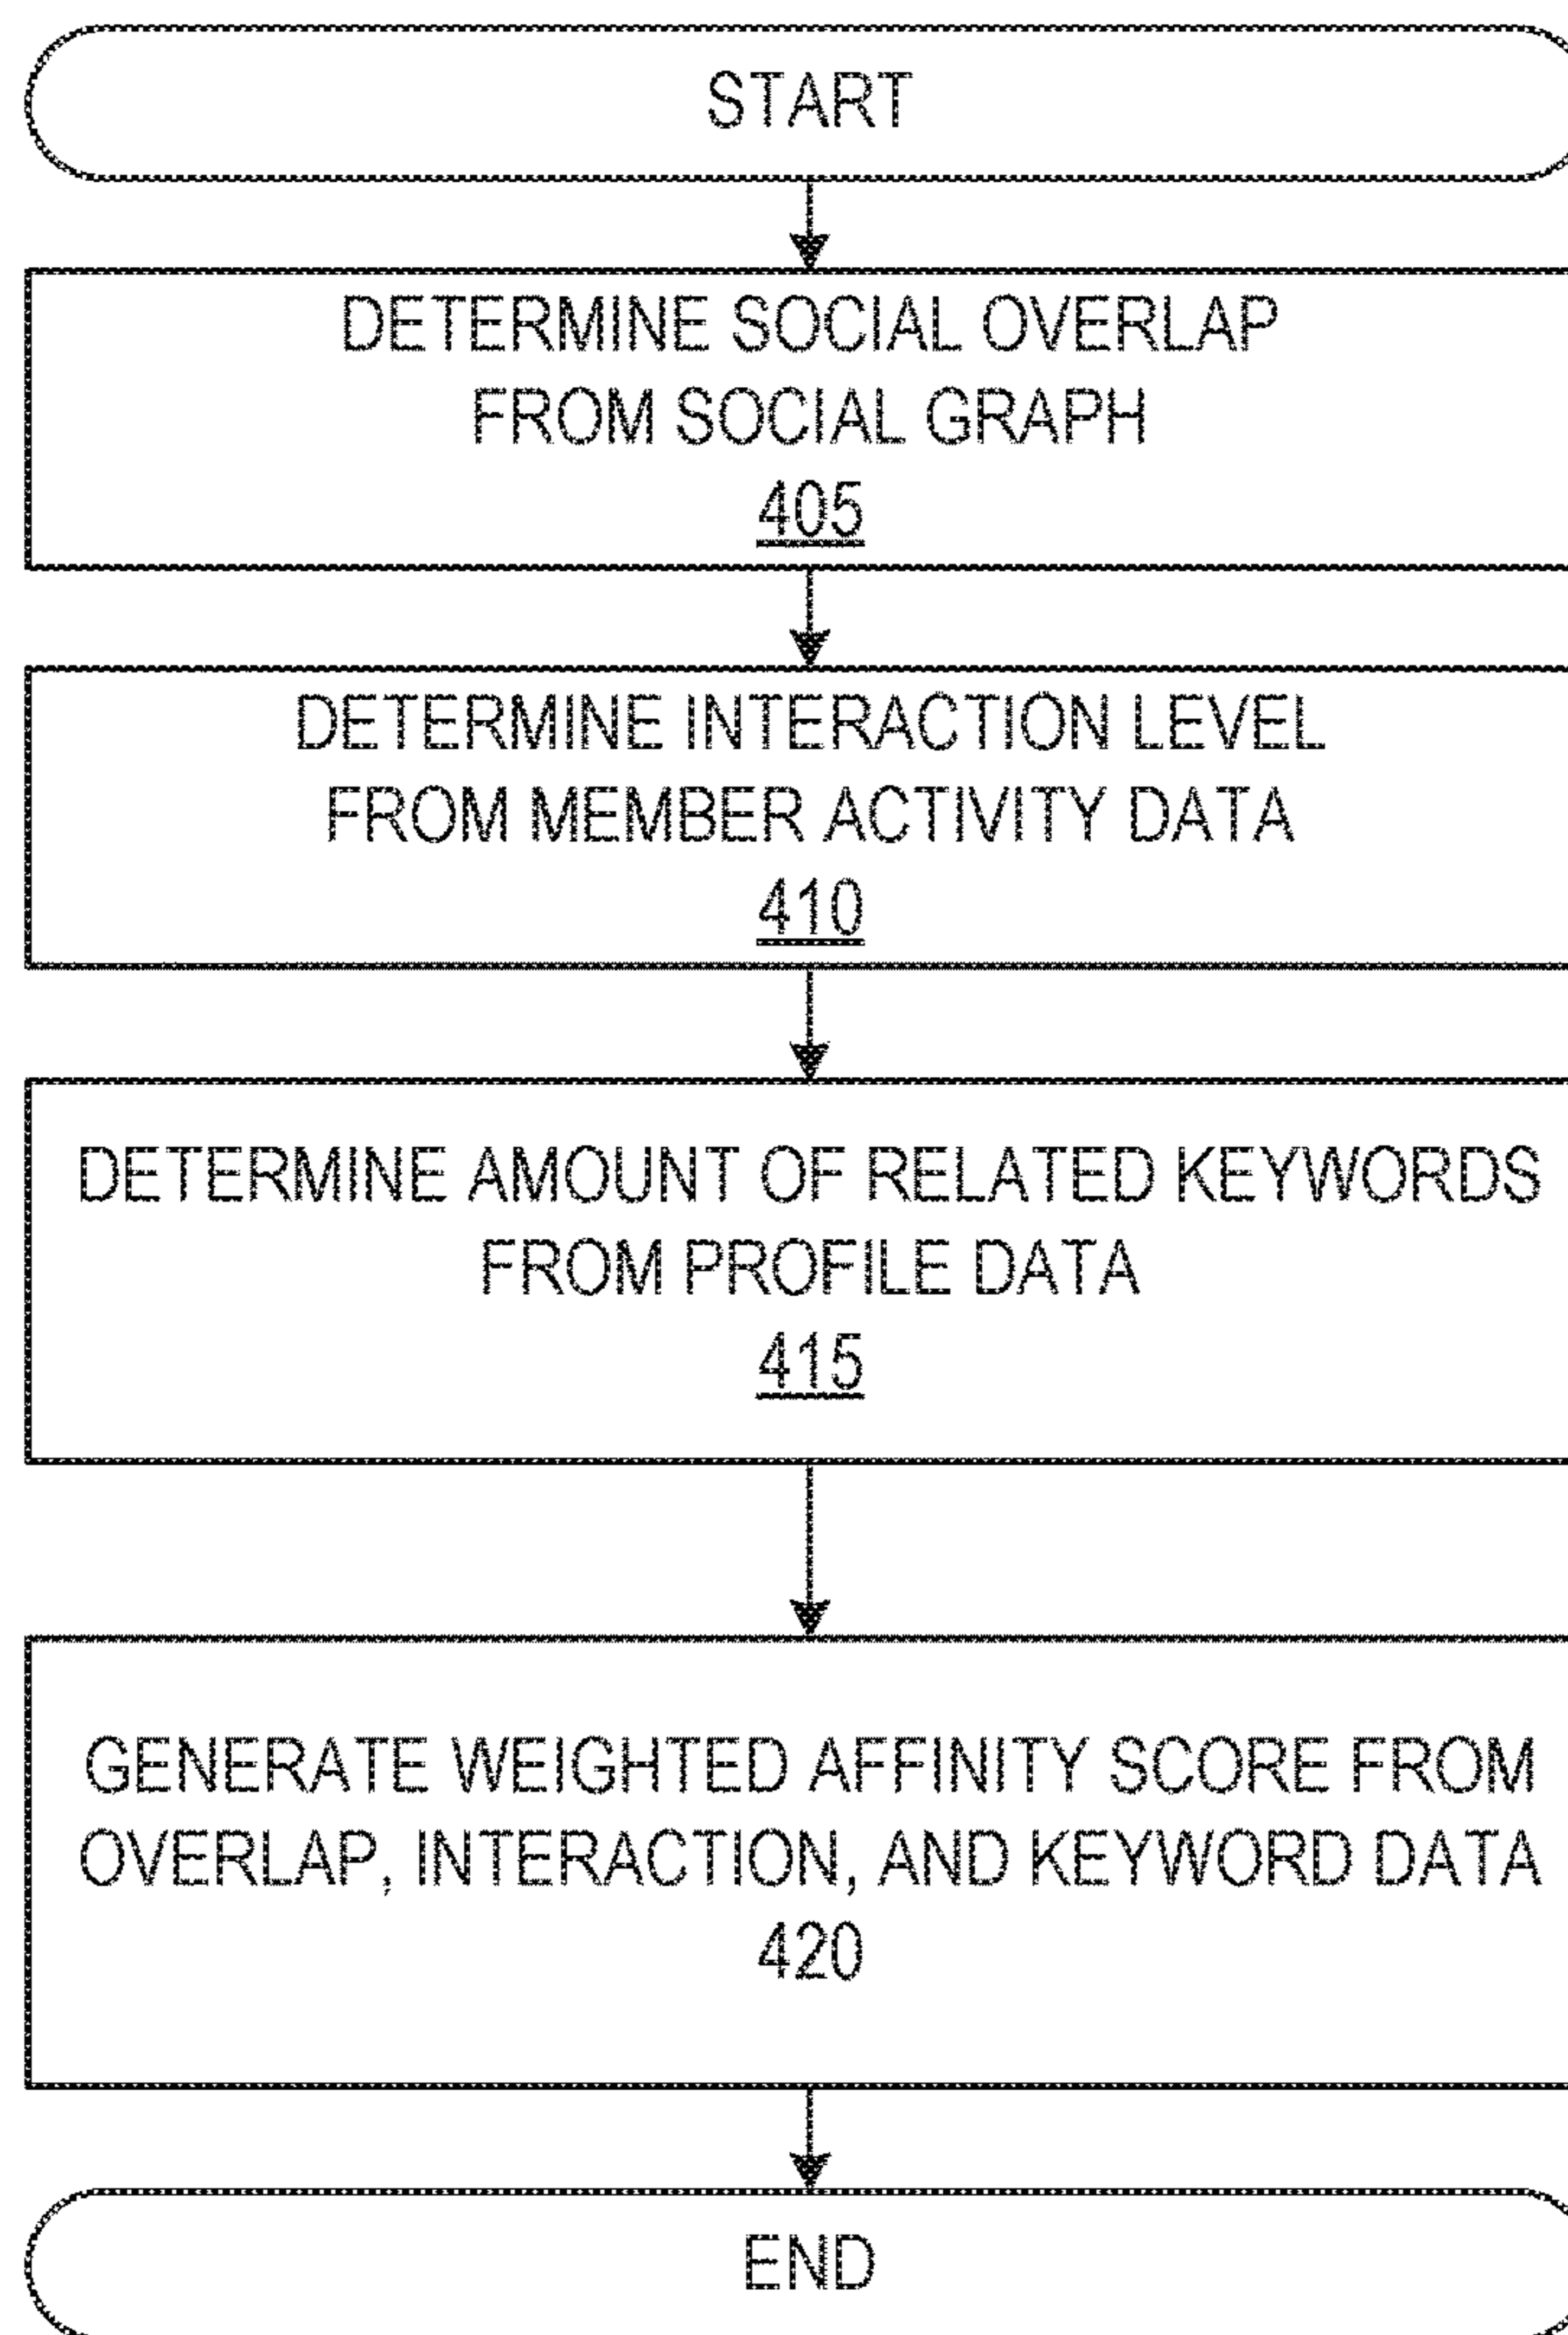 START
DETERMINE SOCIAL OVERLAP
FROM SOCIAL GRAPH
405
DETERMINE INTERACTION LEVEL
FROM MEMBER ACTIVITY DATA
410
DETERMINE AMOUNT OF RELATED KEYWORDS
FROM PROFILE DATA
415
GENERATE WEIGHTED AFFINITY SCORE FROM
OVERLAP, INTERACTION, AND KEYWORD DATA
420
END